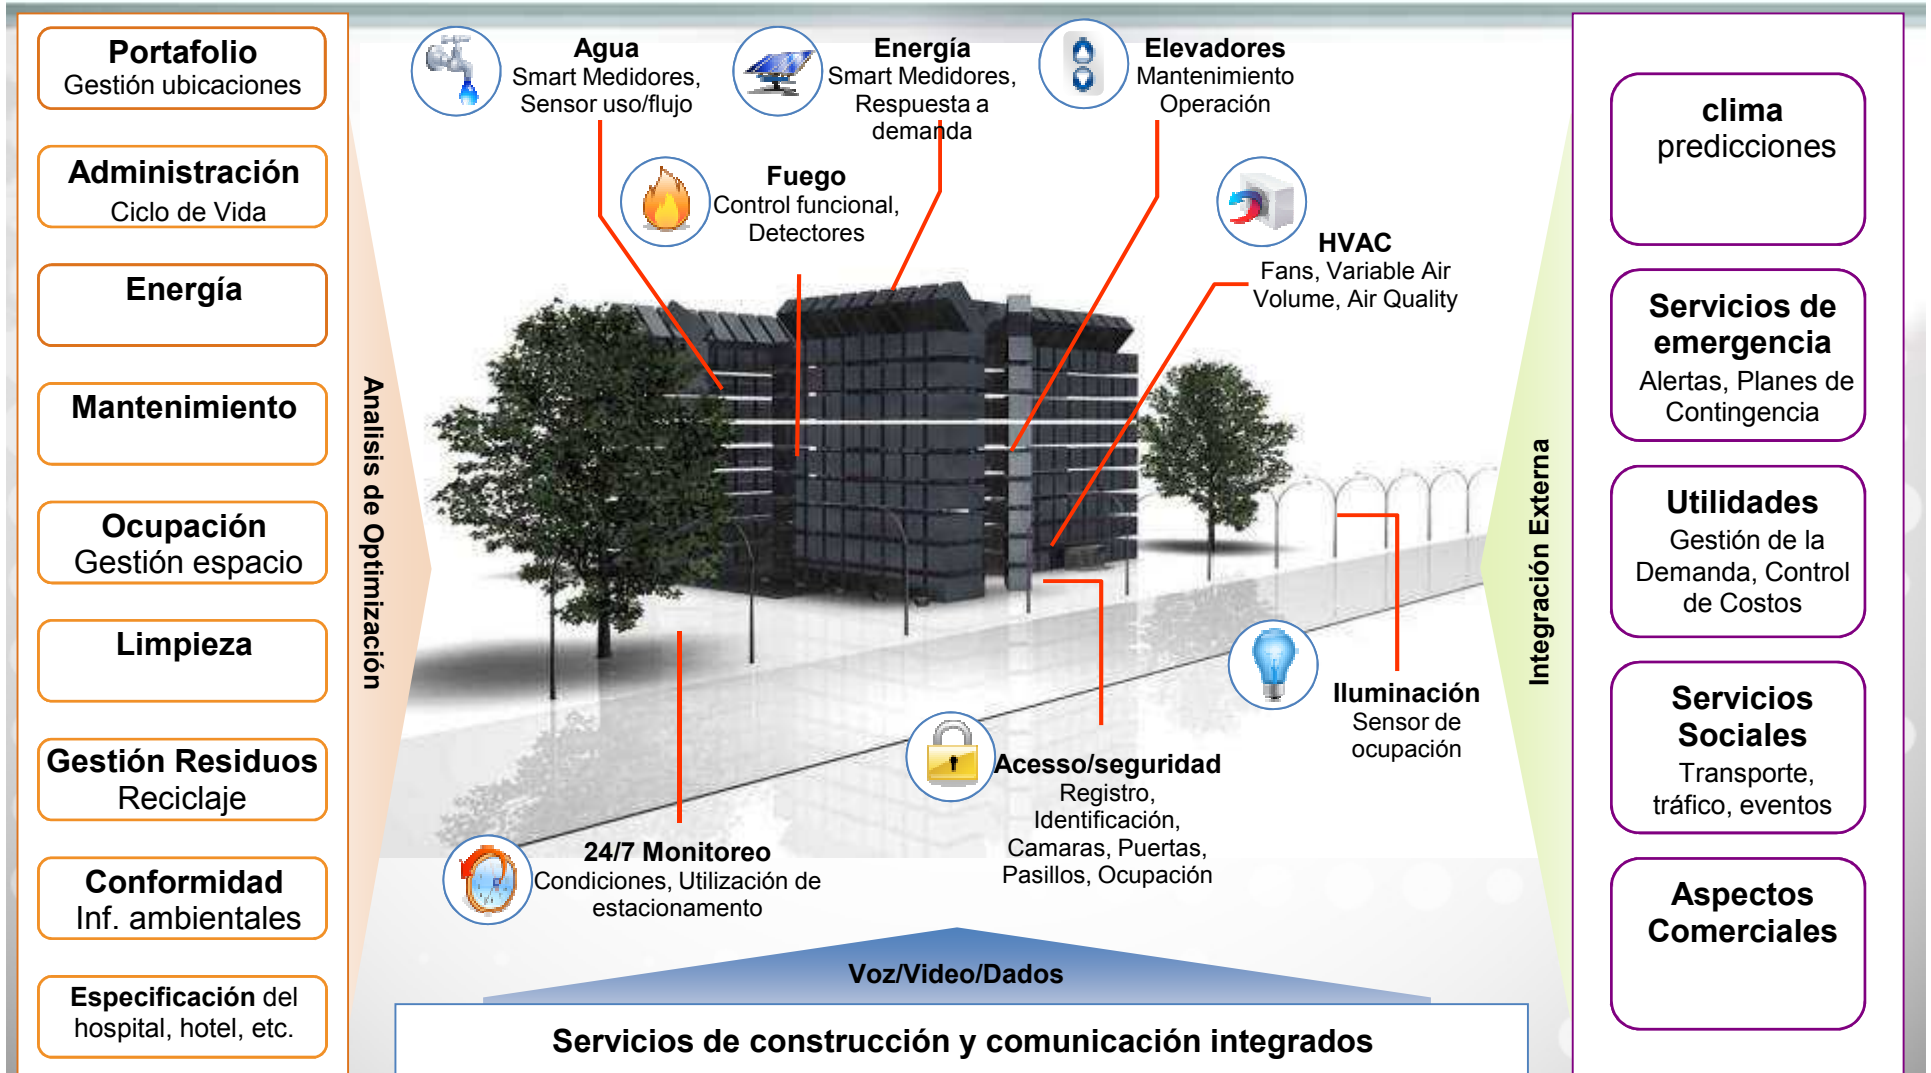 Portafolio
Gestión ubicaciones
Administración
Ciclo de Vida
Energía
Mantenimiento
Ocupación
Gestión espacio
Limpieza
Gestión Residuos
Reciclaje
Conformidad
Inf. ambientales
Especificación del
hospital, hotel, etc.
Analisis de Optimización
Agua
Smart Medidores,
Sensor uso/flujo
Energía
Smart Medidores,
Respuesta a
demanda
Elevadores
Mantenimiento
Operación
Fuego
Control funcional,
Detectores
HVAC
Fans, Variable Air
Volume, Air Quality
Iluminación
Sensor de
ocupación
Acesso/seguridad
Registro,
Identificación,
Camaras, Puertas,
Pasillos, Ocupación
24/7 Monitoreo
Condiciones, Utilización de
estacionamento
Voz/Video/Dados
Servicios de construcción y comunicación integrados
Integración Externa
clima
predicciones
Servicios de
emergencia
Alertas, Planes de
Contingencia
Utilidades
Gestión de la
Demanda, Control
de Costos
Servicios
Sociales
Transporte,
tráfico, eventos
Aspectos
Comerciales